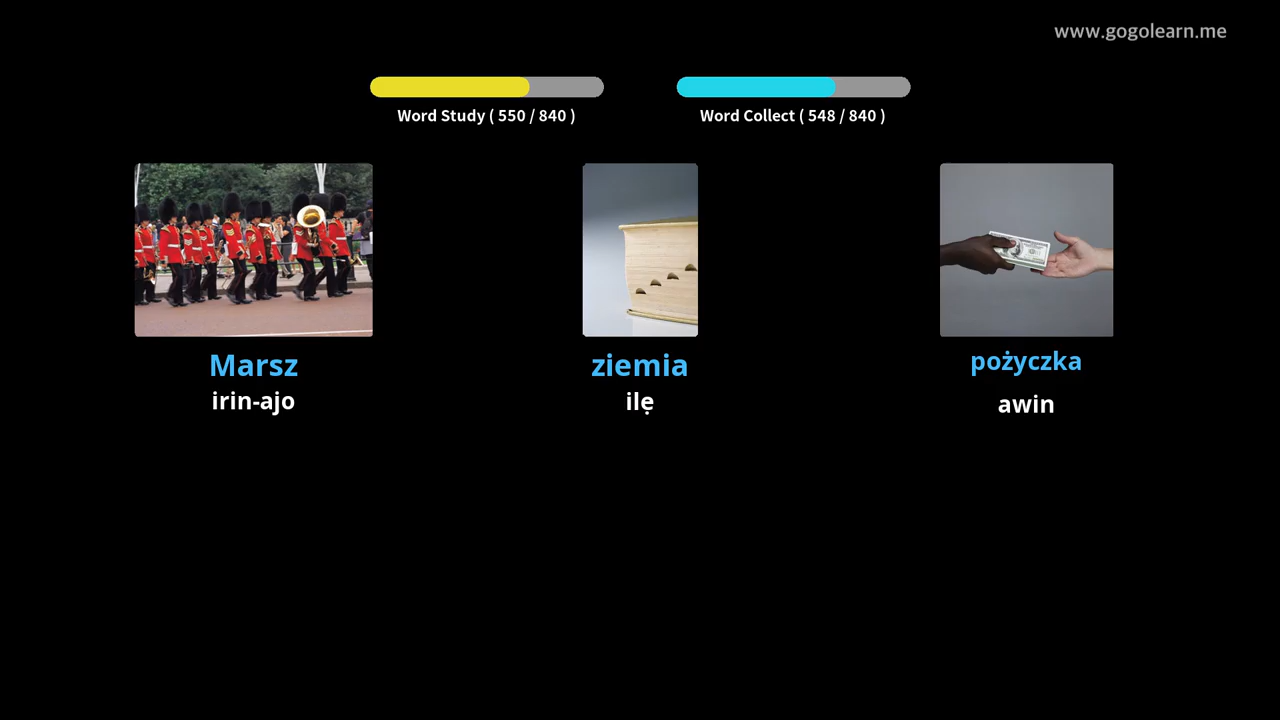 www.gogolearn.me
Word Study ( 550 / 840 )
Word Collect ( 548 / 840 )
Marsz
irin-ajo
ziemia
ilẹ
pożyczka
awin